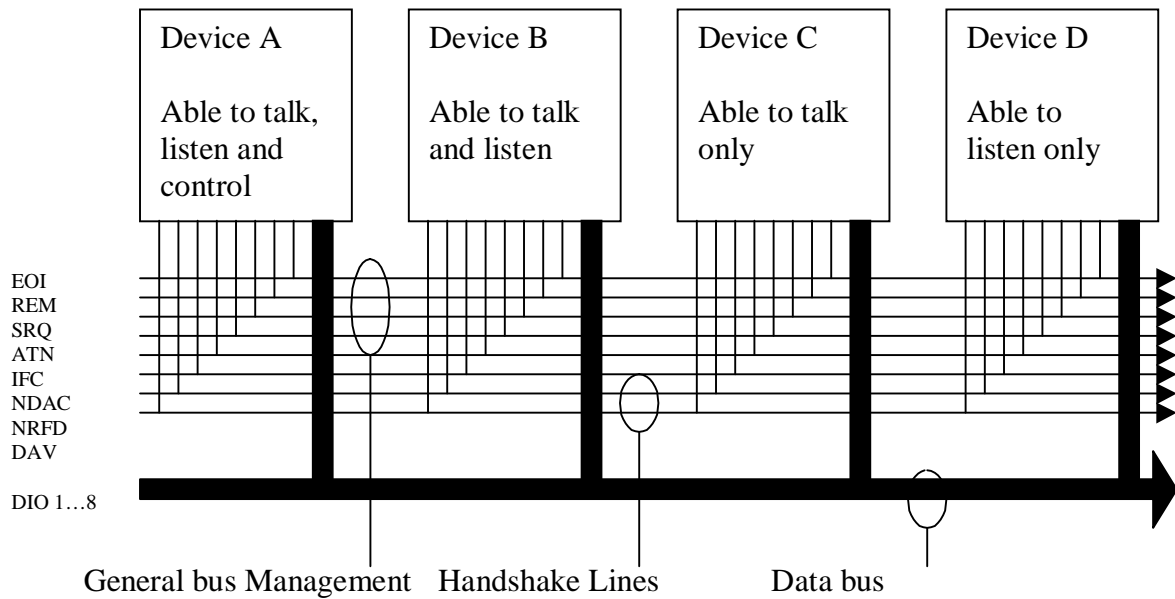 Device A
Able to talk,
listen and
control
Device B
Able to talk
and listen
Device C
Able to talk
only
Device D
Able to
listen only
EOI
REM
SRQ
ATN
IFC
NDAC
NRFD
DAV
DIO 1…8
General bus Management
Handshake Lines
Data bus